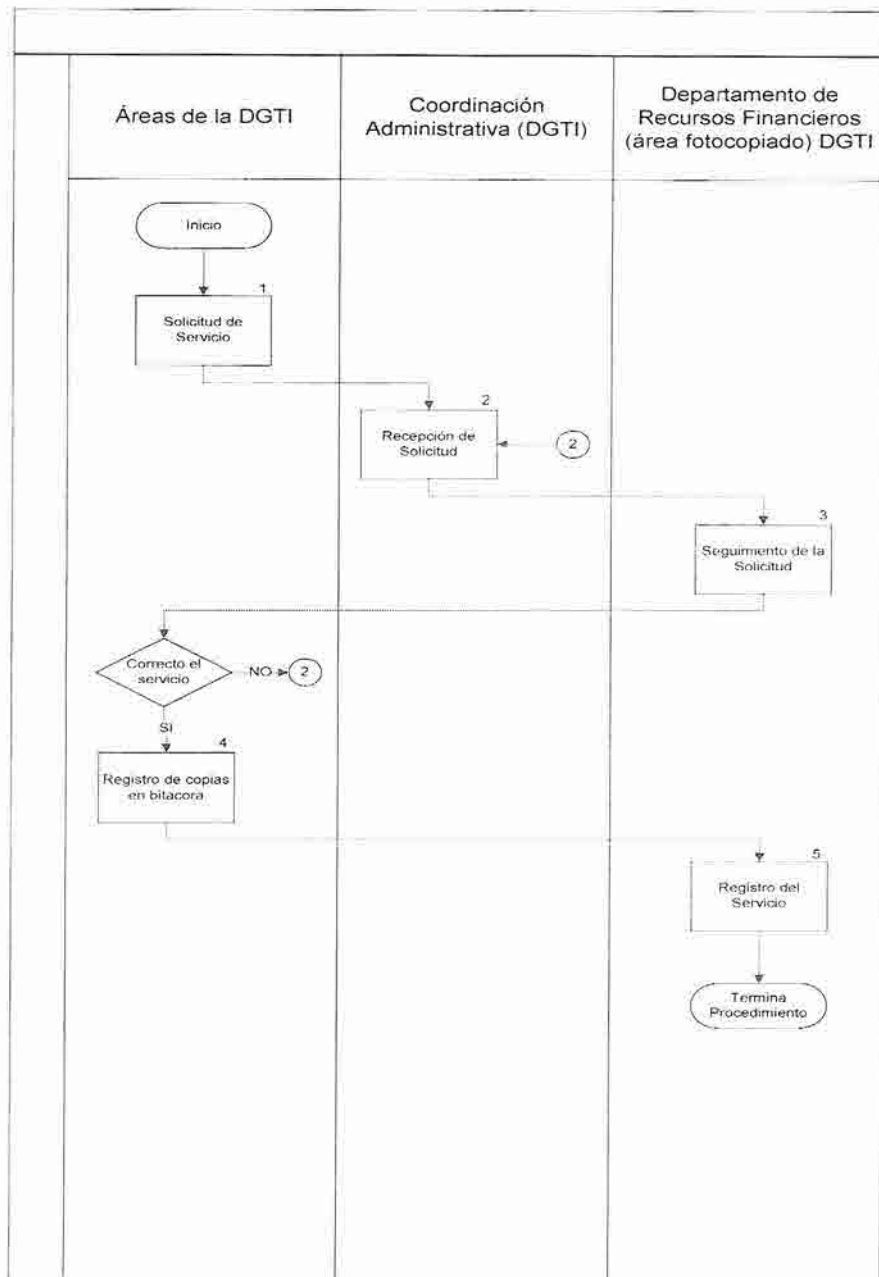 Áreas de la DGTI
Coordinación
Administrativa (DGTI)
Departamento de
Recursos Financieros
(área fotocopiado) DGTI
Inicio
1
Solicitud de
Servicio
2
Recepción de
Solicitud
2
3
Seguimiento de la
Solicitud
Correcto el
servicio
NO
2
SI
4
Registro de copias
en bitacora
5
Registro del
Servicio
Termina
Procedimiento